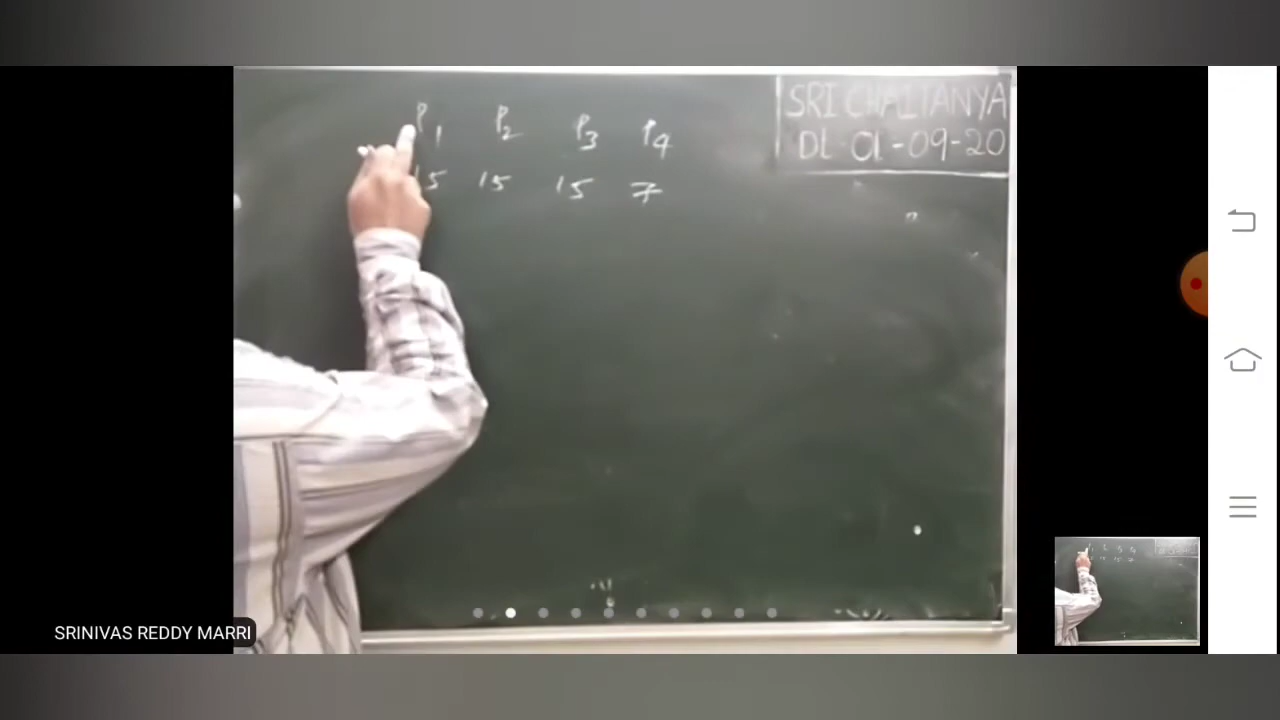 P1 P2 P3 P4
15 15 15 7
SRI CHAITANYA
DL 01-09-20
SRINIVAS REDDY MARRI